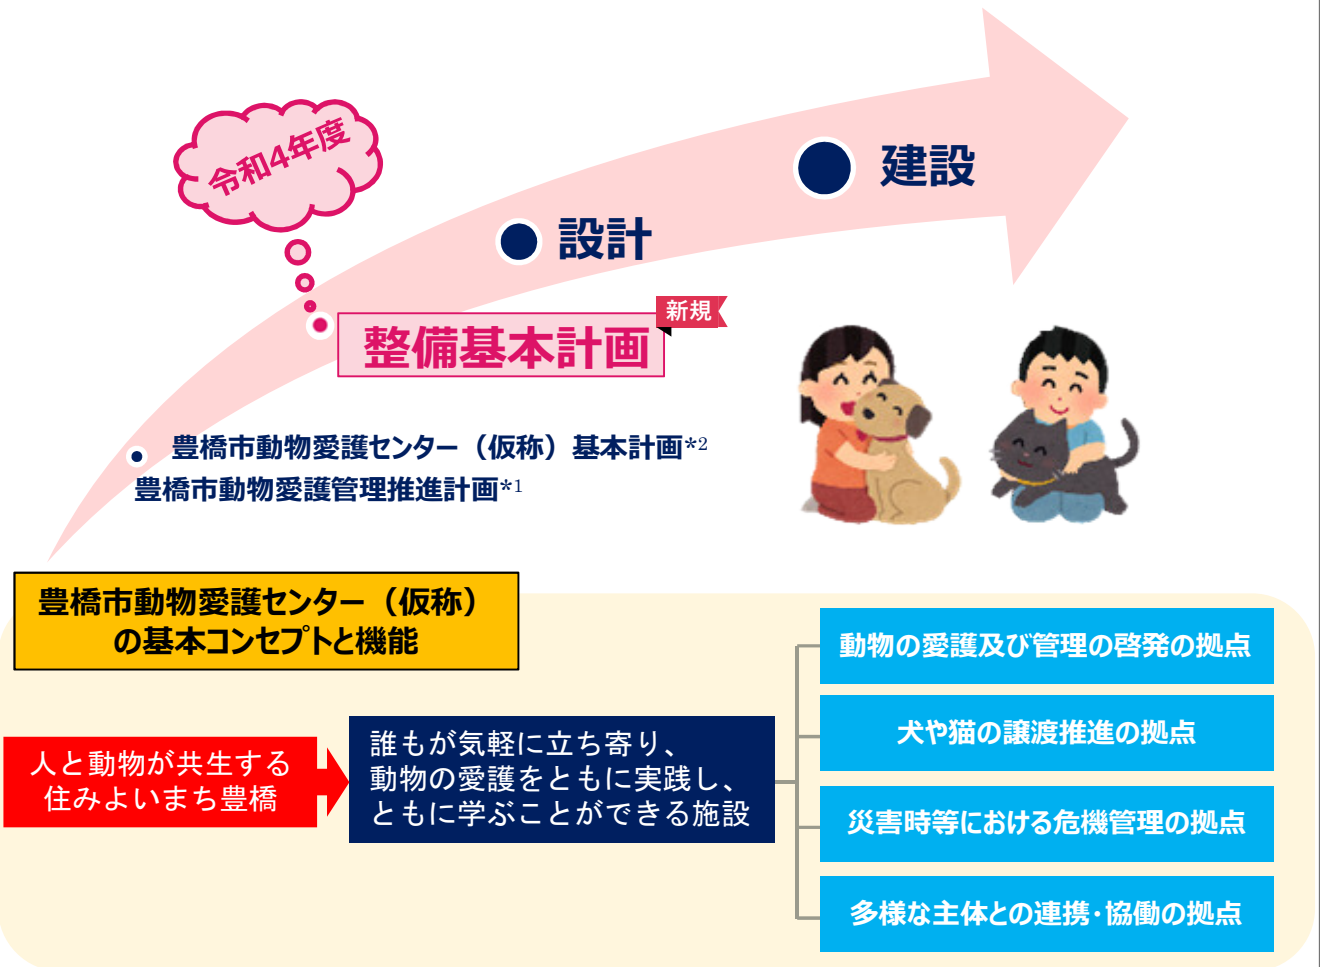 令和4年度
建設
設計
新規
整備基本計画
豊橋市動物愛護センター（仮称）基本計画*2
豊橋市動物愛護管理推進計画*1
豊橋市動物愛護センター（仮称）
の基本コンセプトと機能
人と動物が共生する
住みよいまち豊橋
誰もが気軽に立ち寄り、
動物の愛護をともに実践し、
ともに学ぶことができる施設
動物の愛護及び管理の啓発の拠点
犬や猫の譲渡推進の拠点
災害時等における危機管理の拠点
多様な主体との連携・協働の拠点